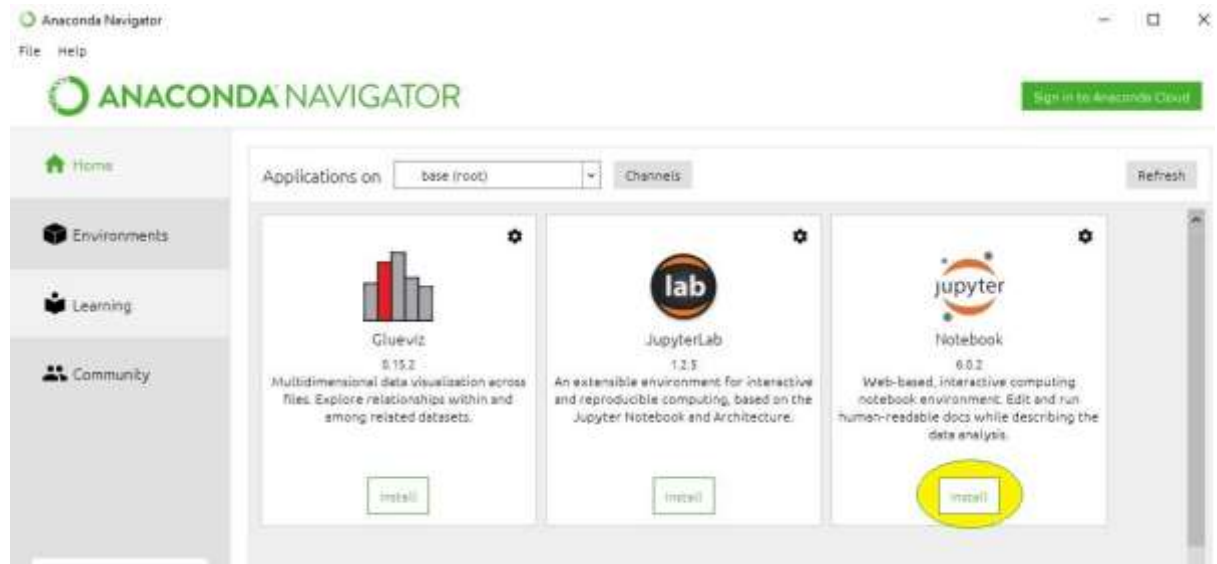 Anaconda Navigator
File Help
ANACONDA NAVIGATOR
Sign in to Anaconda Cloud
Home
Applications on base (root) Channels Refresh
Environments
Learning
Community
Glueviz
0.15.2
Multidimensional data visualization across
files. Explore relationships within and
among related datasets.
Install
lab
JupyterLab
1.2.5
An extensible environment for interactive
and reproducible computing, based on the
Jupyter Notebook and Architecture.
Install
jupyter
Notebook
6.0.2
Web-based, interactive computing
notebook environment. Edit and run
human-readable docs while describing the
data analysis.
Install